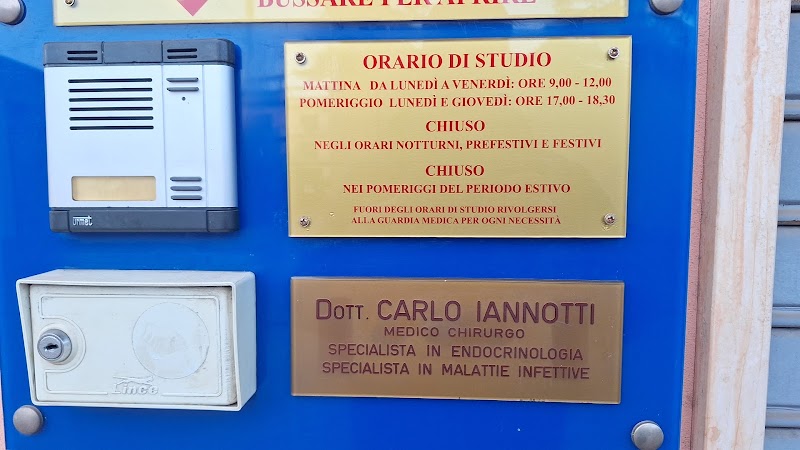 BUSSARE PER APRIRE
ORARIO DI STUDIO
MATTINA DA LUNEDÌ A VENERDÌ: ORE 9,00 - 12,00
POMERIGGIO LUNEDÌ E GIOVEDÌ: ORE 17,00 - 18,30
CHIUSO
NEGLI ORARI NOTTURNI, PREFESTIVI E FESTIVI
CHIUSO
NEI POMERIGGI DEL PERIODO ESTIVO
FUORI DEGLI ORARI DI STUDIO RIVOLGERSI
ALLA GUARDIA MEDICA PER OGNI NECESSITÀ
urmet
DOTT. CARLO IANNOTTI
MEDICO CHIRURGO
SPECIALISTA IN ENDOCRINOLOGIA
SPECIALISTA IN MALATTIE INFETTIVE
Lince